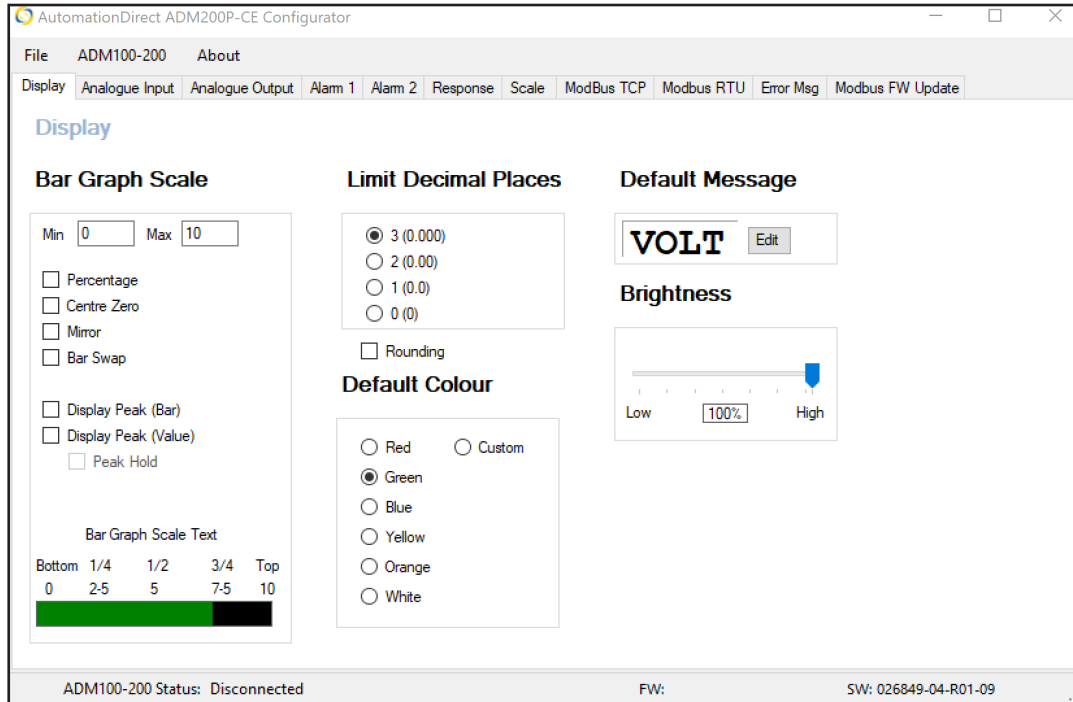 AutomationDirect ADM200P-CE Configurator
File ADM100-200 About
Display Analogue Input Analogue Output Alarm 1 Alarm 2 Response Scale ModBus TCP Modbus RTU Error Msg Modbus FW Update
Display
Bar Graph Scale
Min 0 Max 10
Percentage
Centre Zero
Mirror
Bar Swap
Display Peak (Bar)
Display Peak (Value)
Peak Hold
Bar Graph Scale Text
Bottom 1/4 1/2 3/4 Top
0 2-5 5 7-5 10
Limit Decimal Places
3 (0.000)
2 (0.00)
1 (0.0)
0 (0)
Rounding
Default Colour
Red Custom
Green
Blue
Yellow
Orange
White
Default Message
VOLT Edit
Brightness
Low 100% High
ADM100-200 Status: Disconnected FW: SW: 026849-04-R01-09